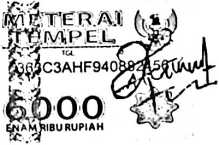 METERAI
TEMPEL
TGL
6000
ENAM RIBU RUPIAH